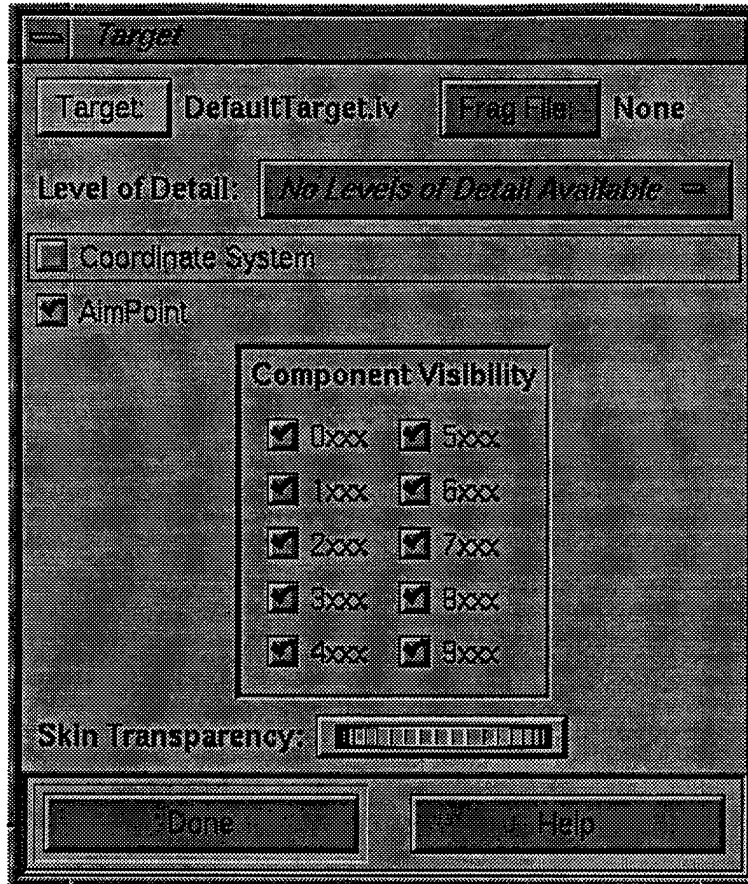 Target
Target: DefaultTarget.iv Frag File: None
Level of Detail: No Levels of Detail Available
Coordinate System
AimPoint
Component Visibility
0xxx 5xxx
1xxx 6xxx
2xxx 7xxx
3xxx 8xxx
4xxx 9xxx
Skin Transparency:
Done Help